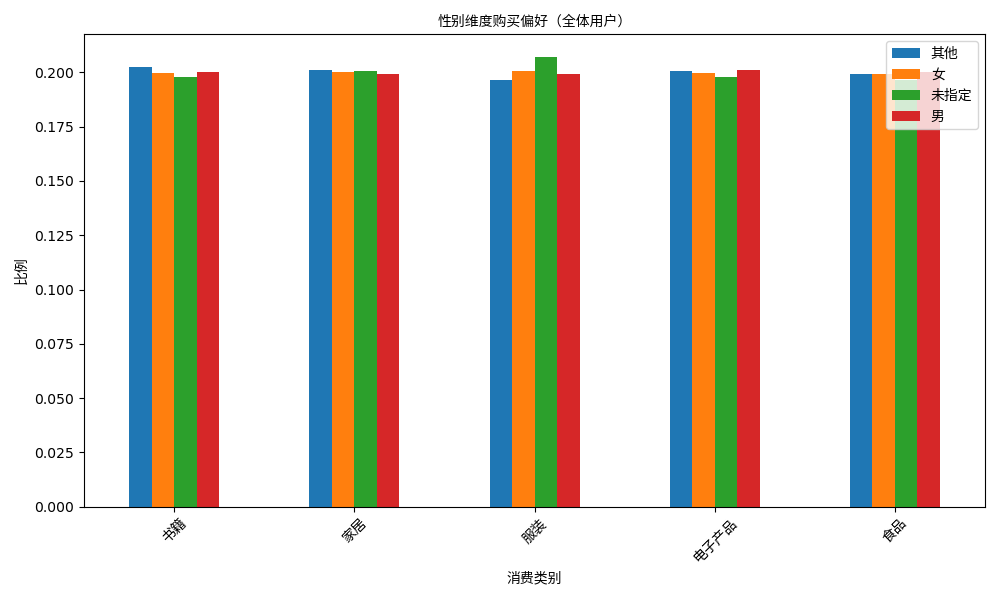 性别维度购买偏好（全体用户）
其他
女
未指定
男
0.200
0.175
0.150
0.125
0.100
0.075
0.050
0.025
0.000
比例
书籍
家居
服装
电子产品
食品
消费类别